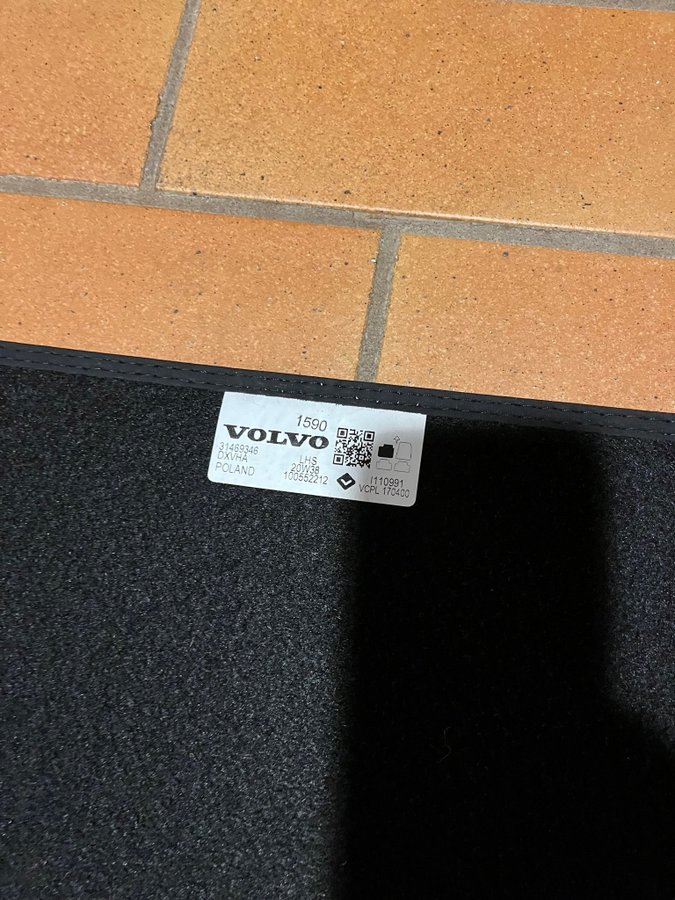 1590
VOLVO
31469346 LHS
DXVHA 20W38
POLAND 100552212
I110991
VCPL 170400